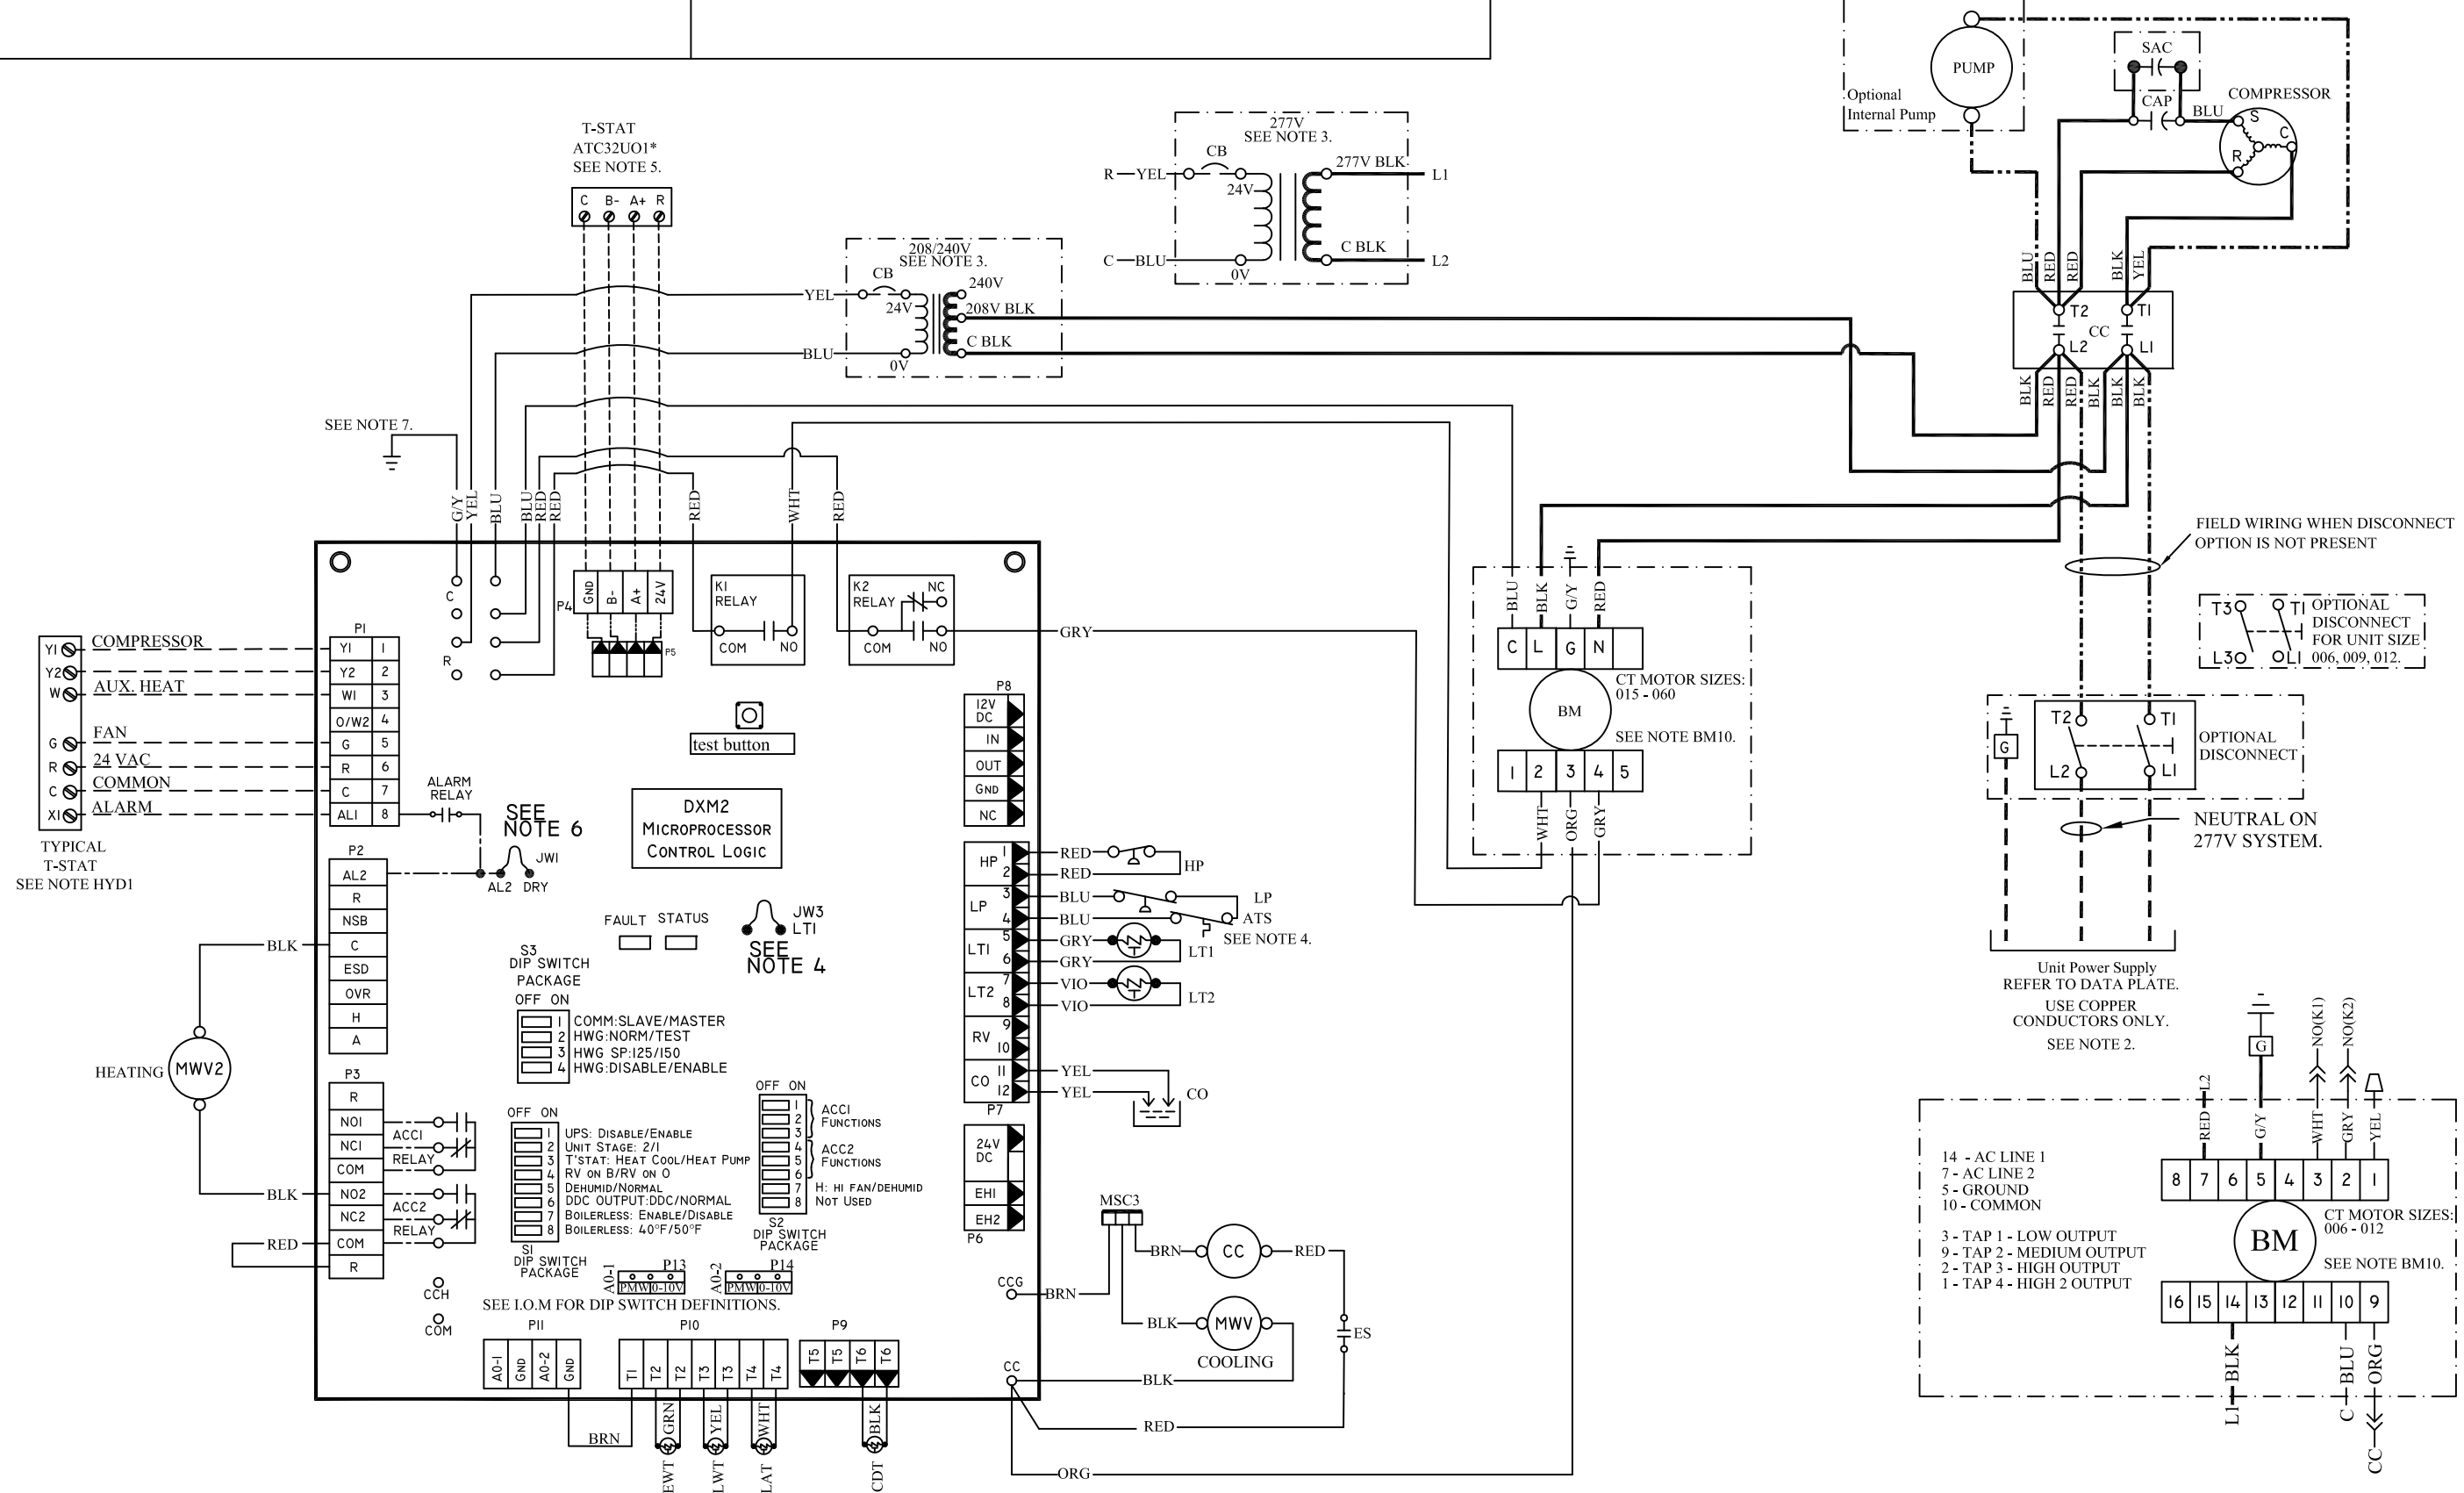 PUMP
Optional
Internal Pump
SAC
CAP
BLU
COMPRESSOR
S
C
R
T-STAT
ATC32UO1*
SEE NOTE 5.
C B- A+ R
277V
SEE NOTE 3.
CB
R YEL
24V
277V BLK
L1
C BLU
0V
C BLK
L2
208/240V
SEE NOTE 3.
CB
YEL
24V
240V
208V BLK
BLU
0V
C BLK
BLU RED RED BLK YEL
T2 T1
CC
L2 L1
BLK RED RED BLK BLK BLK
SEE NOTE 7.
G/Y YEL BLU BLU RED RED
RED WHT RED
FIELD WIRING WHEN DISCONNECT
OPTION IS NOT PRESENT
C
R
P4
GND B- A+ 24V
P5
K1
RELAY
COM NO
K2
RELAY
NC
COM NO
GRY
BLU BLK G/Y RED
C L G N
CT MOTOR SIZES:
015 - 060
BM
SEE NOTE BM10.
1 2 3 4 5
WHT ORG GRY
T3 T1
L3 L1
OPTIONAL
DISCONNECT
FOR UNIT SIZE
006, 009, 012.
T2 T1
G
L2 L1
OPTIONAL
DISCONNECT
NEUTRAL ON
277V SYSTEM.
Unit Power Supply
REFER TO DATA PLATE.
USE COPPER
CONDUCTORS ONLY.
SEE NOTE 2.
Y1 COMPRESSOR
Y2
W AUX. HEAT
G FAN
R 24 VAC
C COMMON
X1 ALARM
TYPICAL
T-STAT
SEE NOTE HYD1
P1
Y1 1
Y2 2
W1 3
O/W2 4
G 5
R 6
C 7
AL1 8
ALARM
RELAY
SEE
NOTE 6
JW1
AL2 DRY
test button
DXM2
MICROPROCESSOR
CONTROL LOGIC
P2
AL2
R
NSB
C
ESD
OVR
H
A
BLK
HEATING
MWV2
BLK
RED
P3
R
NO1
NC1
COM
NO2
NC2
COM
R
ACC1
RELAY
ACC2
RELAY
CCH
COM
FAULT STATUS
JW3
LT1
SEE
NOTE 4
S3
DIP SWITCH
PACKAGE
OFF ON
1 COMM:SLAVE/MASTER
2 HWG:NORM/TEST
3 HWG SP:125/150
4 HWG:DISABLE/ENABLE
OFF ON
1 UPS: DISABLE/ENABLE
2 UNIT STAGE: 2/1
3 T'STAT: HEAT COOL/HEAT PUMP
4 RV ON B/RV ON O
5 DEHUMID/NORMAL
6 DDC OUTPUT:DDC/NORMAL
7 BOILERLESS: ENABLE/DISABLE
8 BOILERLESS: 40°F/50°F
S1
DIP SWITCH
PACKAGE
OFF ON
1
2
3
4
5
6
7
8
ACC1
FUNCTIONS
ACC2
FUNCTIONS
H: HI FAN/DEHUMID
NOT USED
S2
DIP SWITCH
PACKAGE
A0-1
P13
PMW 0-10V
A0-2
P14
PMW 0-10V
SEE I.O.M FOR DIP SWITCH DEFINITIONS.
P11
A0-1 GND A0-2 GND
P10
T1 T2 T2 T3 T3 T4 T4
P9
T5 T5 T6 T6
BRN
GRN YEL WHT BLK
EWT LWT LAT CDT
P8
12V
DC
IN
OUT
GND
NC
HP 1
2
LP 3
4
LT1 5
6
LT2 7
8
RV 9
10
CO 11
12
P7
24V
DC
EH1
EH2
P6
CCG
CC
RED
RED
HP
BLU
BLU
LP
ATS
SEE NOTE 4.
GRY
GRY
LT1
VIO
VIO
LT2
YEL
YEL
CO
MSC3
BRN
BRN CC RED
BLK MWV
COOLING
ES
BLK
RED
ORG
14 - AC LINE 1
7 - AC LINE 2
5 - GROUND
10 - COMMON
3 - TAP 1 - LOW OUTPUT
9 - TAP 2 - MEDIUM OUTPUT
2 - TAP 3 - HIGH OUTPUT
1 - TAP 4 - HIGH 2 OUTPUT
L2
G
NO(K1)
NO(K2)
RED G/Y WHT GRY YEL
8 7 6 5 4 3 2 1
BM
CT MOTOR SIZES:
006 - 012
SEE NOTE BM10.
16 15 14 13 12 11 10 9
BLK BLU ORG
L1 C CC